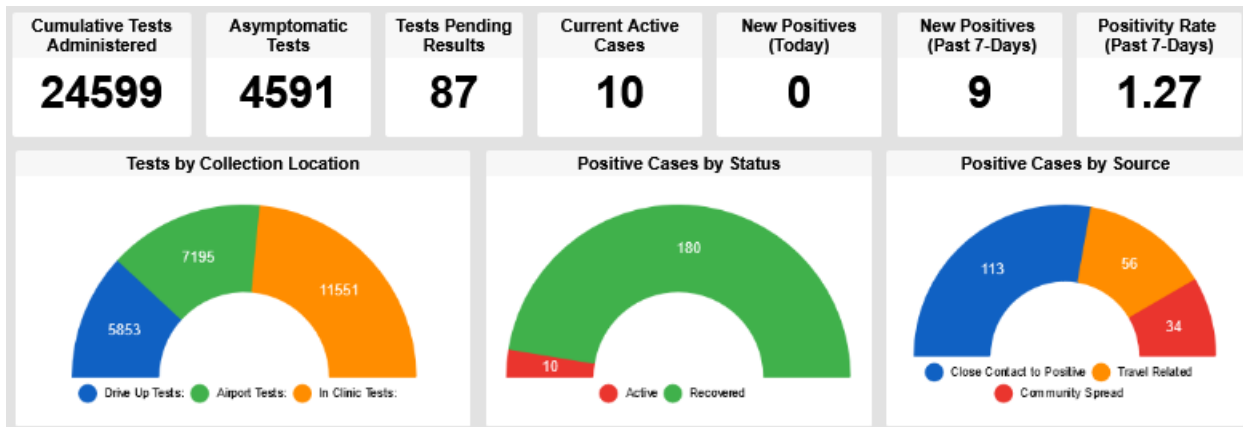 Cumulative Tests
Administered
24599
Asymptomatic
Tests
4591
Tests Pending
Results
87
Current Active
Cases
10
New Positives
(Today)
0
New Positives
(Past 7-Days)
9
Positivity Rate
(Past 7-Days)
1.27
Tests by Collection Location
5853
7195
11551
Drive Up Tests: Airport Tests: In Clinic Tests:
Positive Cases by Status
180
10
Active Recovered
Positive Cases by Source
113
56
34
Close Contact to Positive Travel Related
Community Spread